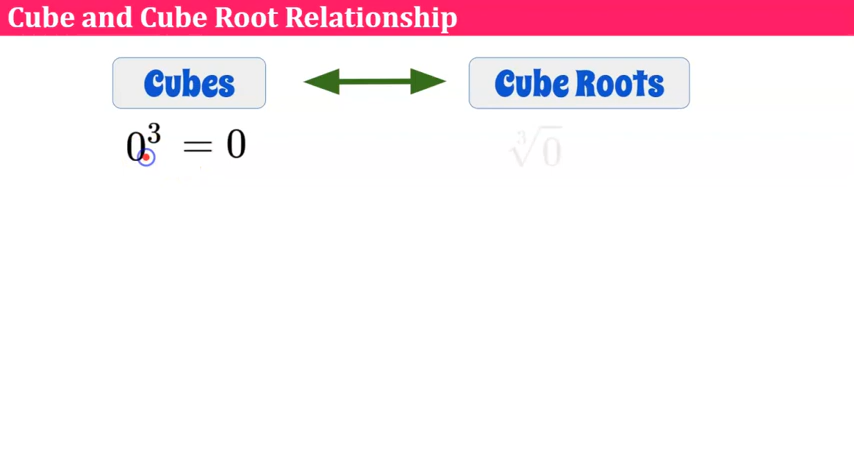 Cube and Cube Root Relationship
Cubes
Cube Roots
0³ = 0
∛0